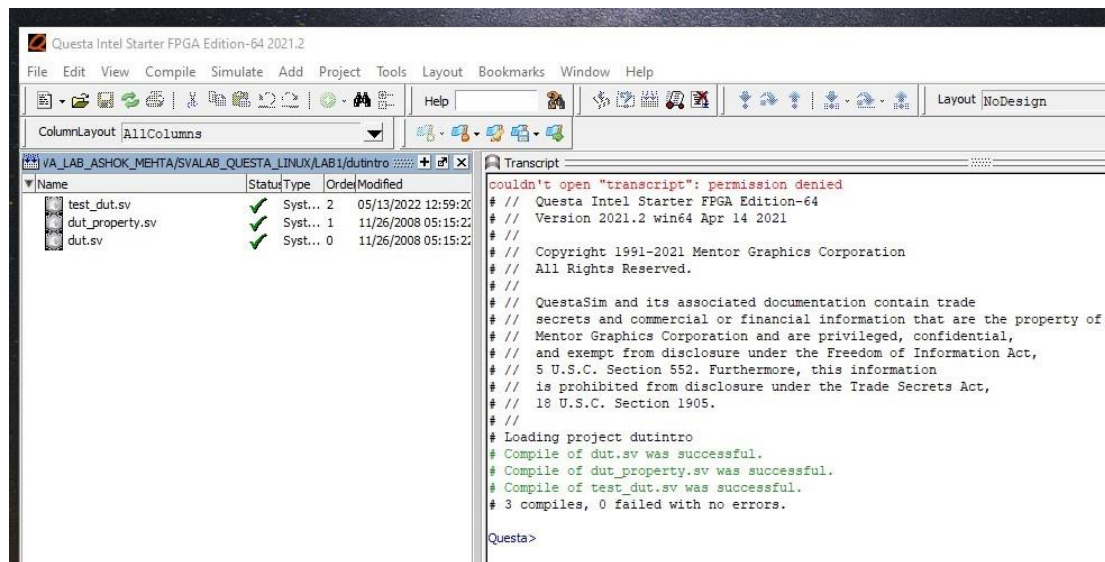 Questa Intel Starter FPGA Edition-64 2021.2
File Edit View Compile Simulate Add Project Tools Layout Bookmarks Window Help
Help
Layout NoDesign
ColumnLayout AllColumns
VA_LAB_ASHOK_MEHTA/SVALAB_QUESTA_LINUX/LAB1/dutintro
Name Status Type Order Modified
test_dut.sv Syst... 2 05/13/2022 12:59:20
dut_property.sv Syst... 1 11/26/2008 05:15:22
dut.sv Syst... 0 11/26/2008 05:15:22
Transcript
couldn't open "transcript": permission denied
# // Questa Intel Starter FPGA Edition-64
# // Version 2021.2 win64 Apr 14 2021
# //
# // Copyright 1991-2021 Mentor Graphics Corporation
# // All Rights Reserved.
# //
# // QuestaSim and its associated documentation contain trade
# // secrets and commercial or financial information that are the property of
# // Mentor Graphics Corporation and are privileged, confidential,
# // and exempt from disclosure under the Freedom of Information Act,
# // 5 U.S.C. Section 552. Furthermore, this information
# // is prohibited from disclosure under the Trade Secrets Act,
# // 18 U.S.C. Section 1905.
# //
# Loading project dutintro
# Compile of dut.sv was successful.
# Compile of dut_property.sv was successful.
# Compile of test_dut.sv was successful.
# 3 compiles, 0 failed with no errors.
Questa>